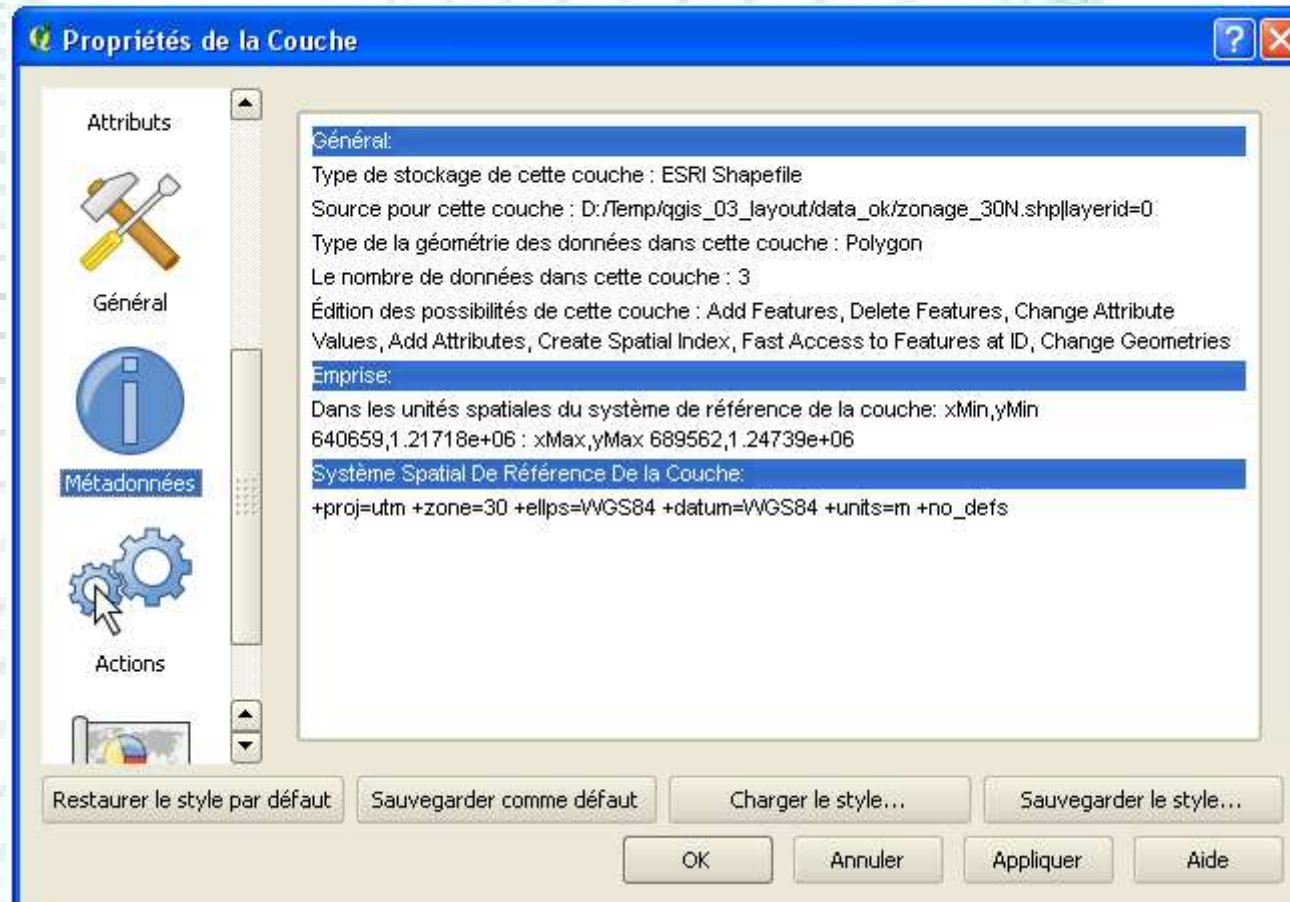 Propriétés de la Couche
Attributs
Général
Métadonnées
Actions
Général:
Type de stockage de cette couche : ESRI Shapefile
Source pour cette couche : D:/Temp/qgis_03_layout/data_ok/zonage_30N.shp|layerid=0
Type de la géométrie des données dans cette couche : Polygon
Le nombre de données dans cette couche : 3
Édition des possibilités de cette couche : Add Features, Delete Features, Change Attribute
Values, Add Attributes, Create Spatial Index, Fast Access to Features at ID, Change Geometries
Emprise:
Dans les unités spatiales du système de référence de la couche: xMin,yMin
640659,1.21718e+06 : xMax,yMax 689562,1.24739e+06
Système Spatial De Référence De la Couche:
+proj=utm +zone=30 +ellps=WGS84 +datum=WGS84 +units=m +no_defs
Restaurer le style par défaut
Sauvegarder comme défaut
Charger le style...
Sauvegarder le style...
OK
Annuler
Appliquer
Aide